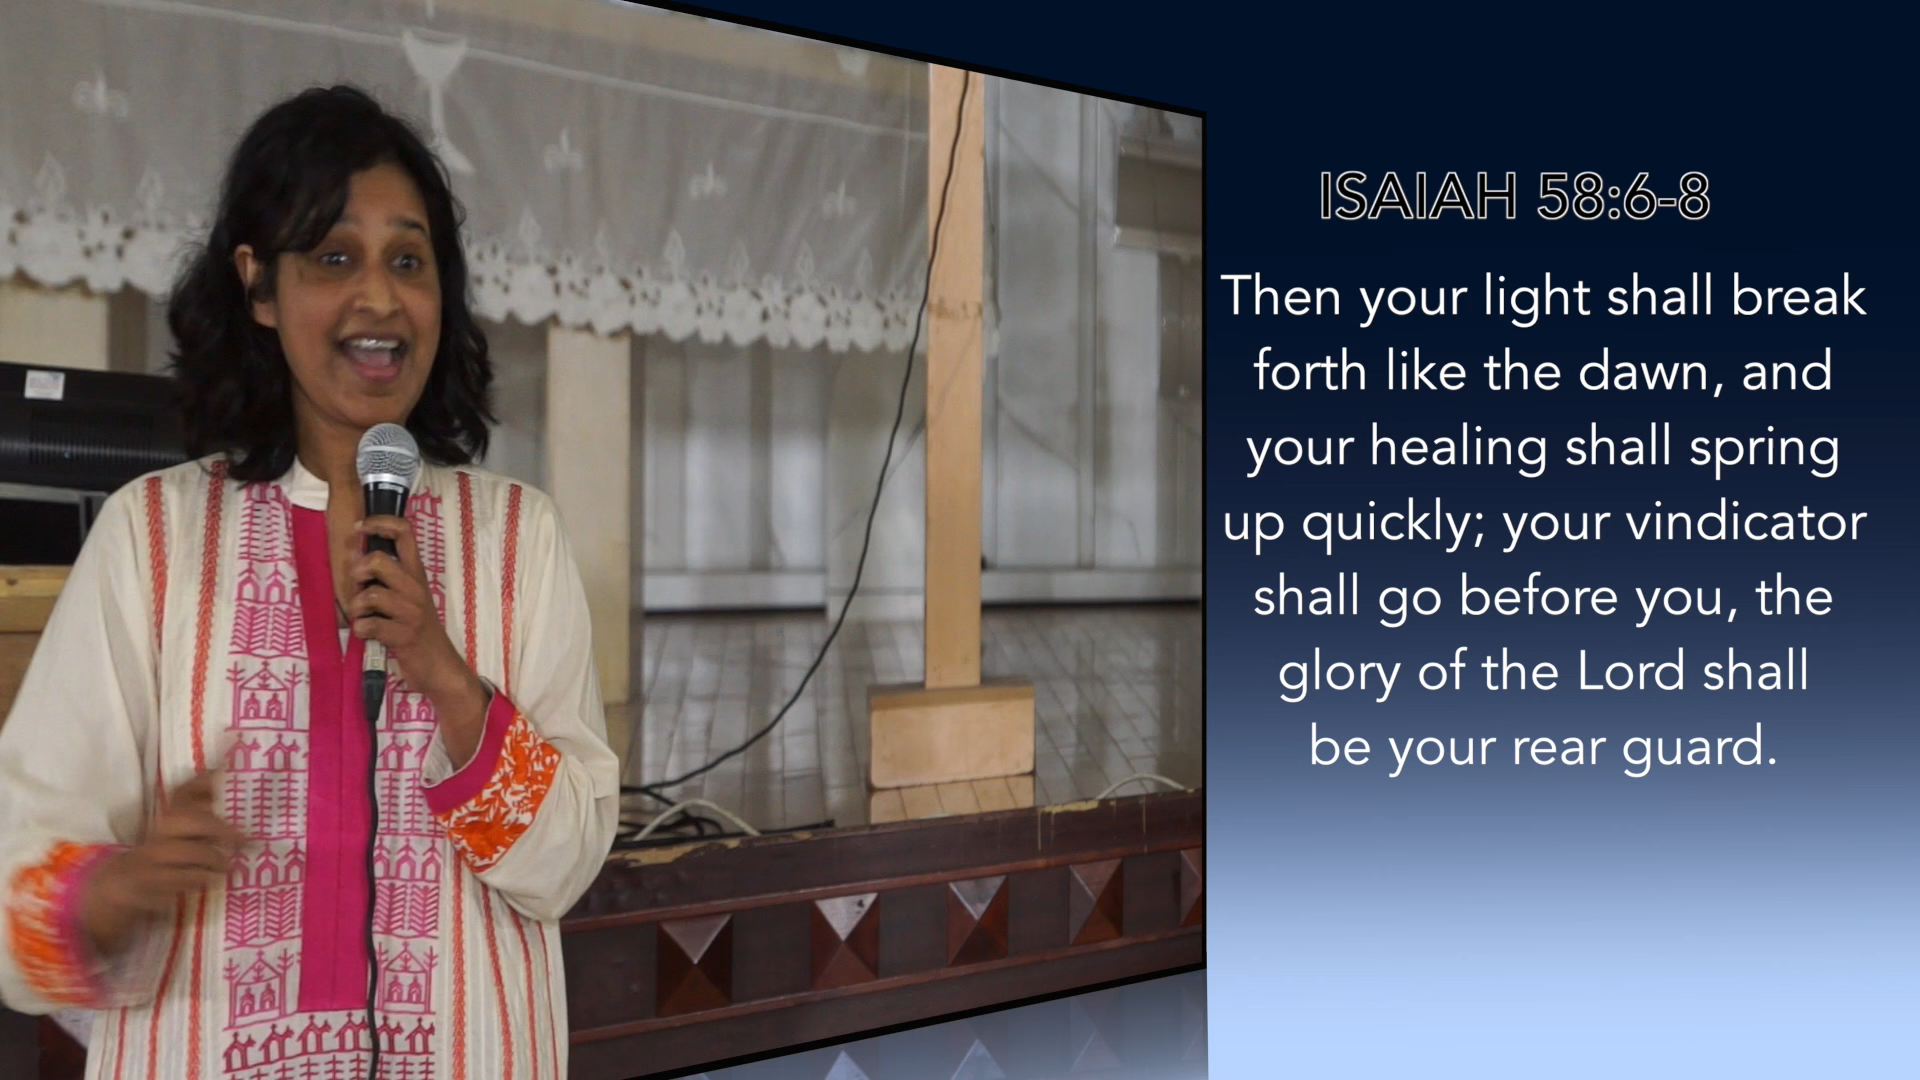 ISAIAH 58:6-8
Then your light shall break
forth like the dawn, and
your healing shall spring
up quickly; your vindicator
shall go before you, the
glory of the Lord shall
be your rear guard.